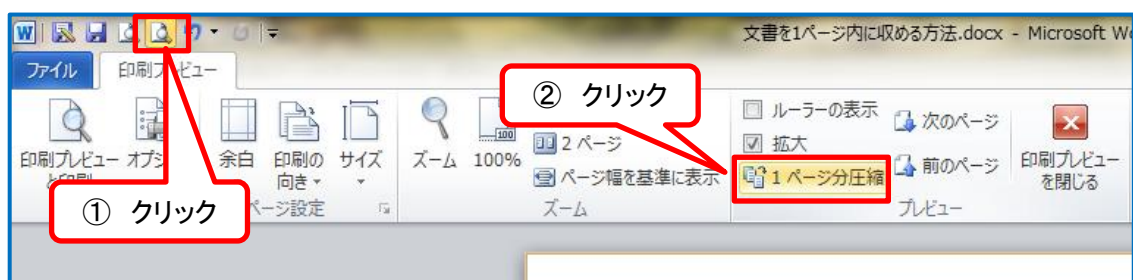 文書を1ページ内に収める方法.docx - Microsoft W
ファイル
印刷プレビュー
② クリック
ルーラーの表示
次のページ
100
2 ページ
拡大
印刷プレビュー
オプシ
余白
印刷の
向き
サイズ
ズーム
100%
ページ幅を基準に表示
1 ページ分圧縮
前のページ
印刷プレビュー
を閉じる
① クリック
ページ設定
ズーム
プレビュー